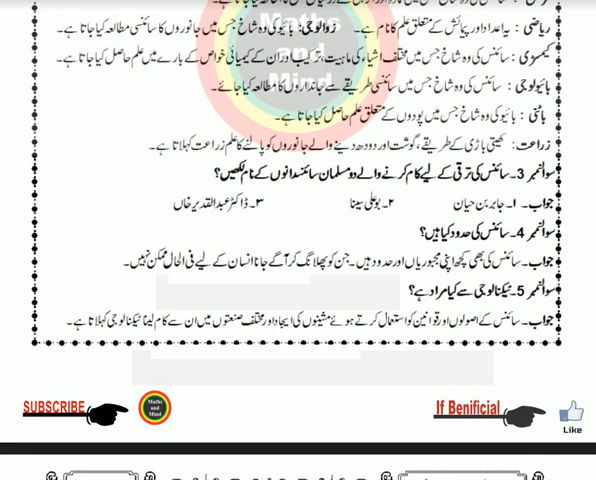 ریاضی : یہ اعداد اور پیمائش کے متعلق علم کا نام ہے۔ زوالوجی: بائیو کی وہ شاخ جس میں جانوروں کا سائنسی مطالعہ کیا جاتا ہے۔
کیمسٹری : سائنس کی وہ شاخ جس میں مختلف اشیاء کی ماہیت، ترکیب اور ان کے کیمیائی خواص کے بارے میں علم حاصل کیا جاتا ہے۔
بائیولوجی : سائنس کی وہ شاخ جس میں سائنسی طریقے سے جانداروں کا مطالعہ کیا جائے۔
باٹنی : بائیو کی وہ شاخ جس میں پودوں کے متعلق علم حاصل کیا جاتا ہے۔
زراعت: کھیتی باڑی کے طریقے، گوشت اور دودھ دینے والے جانوروں کو پالنے کا علم زراعت کہلاتا ہے۔
سوالنمبر 3۔ سائنس کی ترقی کے لیے کام کرنے والے دو مسلمان سائنسدانوں کے نام لکھیں؟
جواب۔ ۱۔ جابر بن حیان ۲۔ بو علی سینا ۳۔ ڈاکٹر عبدالقدیر خاں
سوالنمبر 4۔ سائنس کی حدود کیا ہیں؟
جواب۔ سائنس کی بھی کچھ اپنی مجبوریاں اور حدود ہیں۔ جن کو پھلانگ کر آگے جانا انسان کے لیے فی الحال ممکن نہیں۔
سوالنمبر 5۔ ٹیکنالوجی سے کیا مراد ہے؟
جواب۔ سائنس کے اصولوں اور قوانین کو استعمال کرتے ہوئے مشینوں کی ایجاد اور مختلف صنعتوں میں ان سے کام لینا ٹیکنالوجی کہلاتا ہے۔
Maths
and
Mind
SUBSCRIBE
Maths
and
Mind
If Benificial
Like